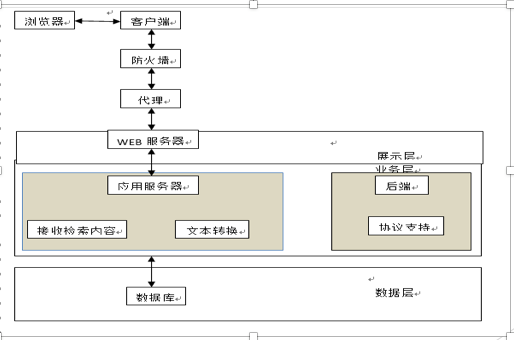 浏览器
客户端
防火墙
代理
WEB 服务器
展示层
业务层
应用服务器
后端
接收检索内容
文本转换
协议支持
数据库
数据层